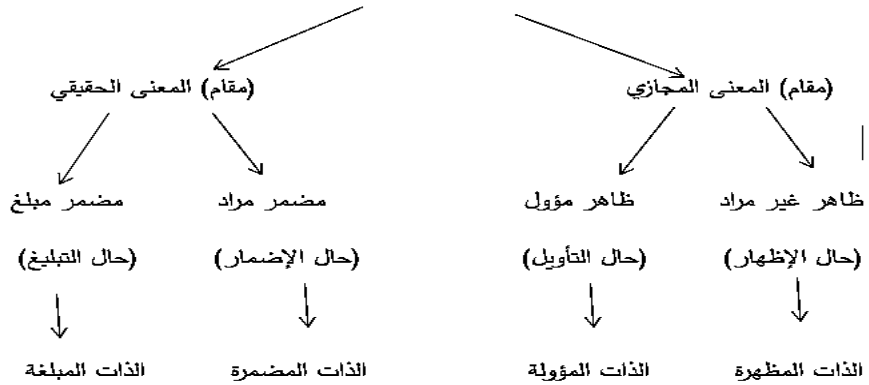 (مقام) المعنى المجازي (مقام) المعنى الحقيقي
ظاهر غير مراد ظاهر مؤول مضمر مراد مضمر مبلغ
(حال الإظهار) (حال التأويل) (حال الإضمار) (حال التبليغ)
الذات المظهرة الذات المؤولة الذات المضمرة الذات المبلغة